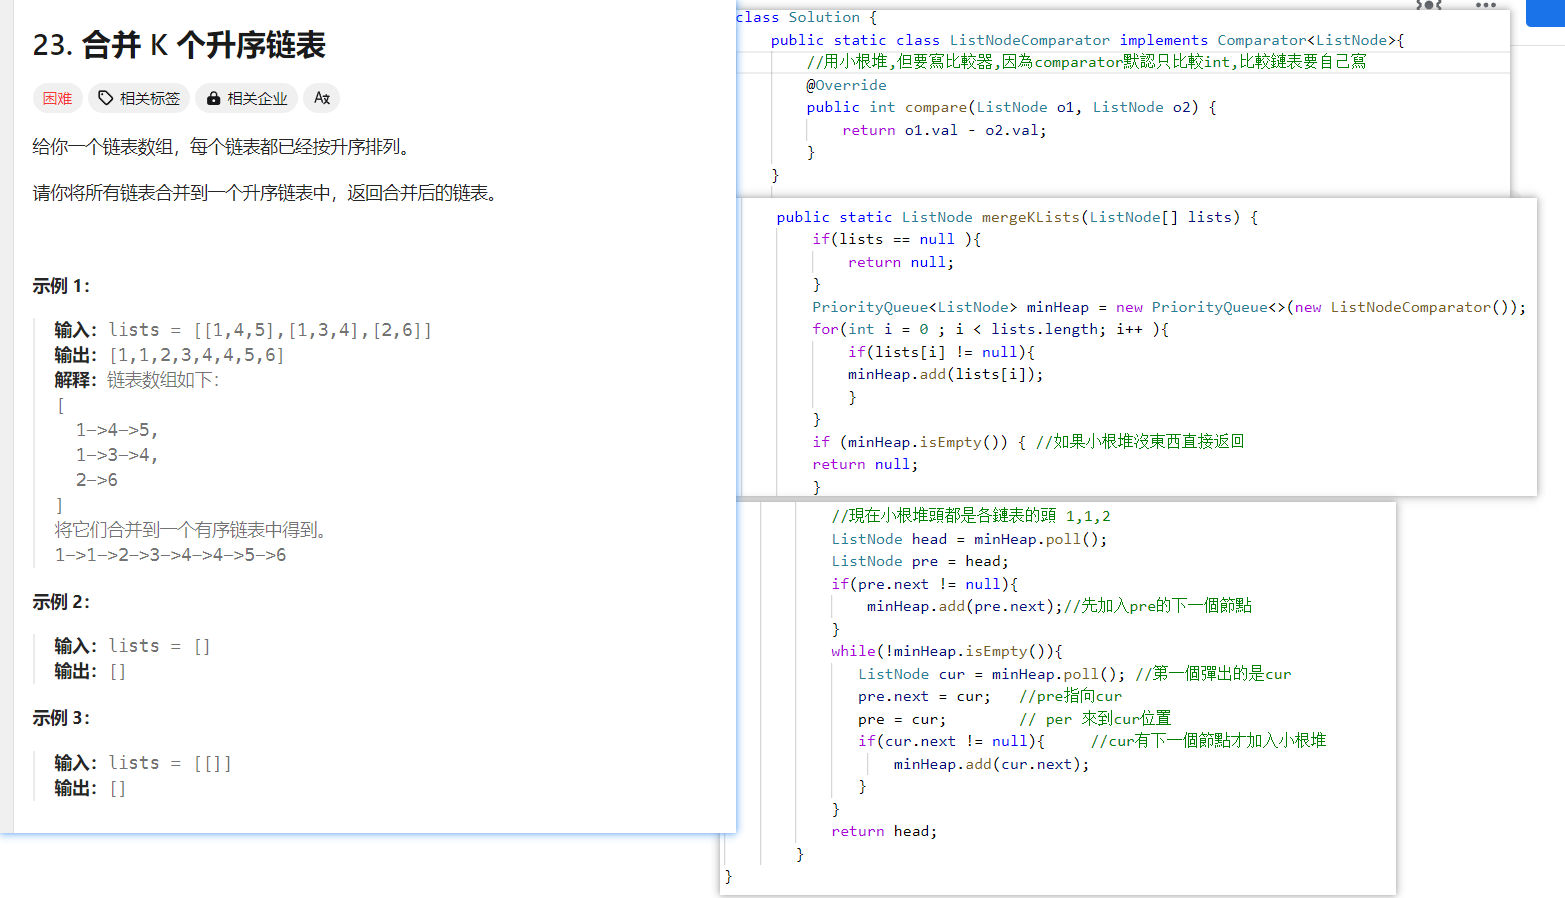 23. 合并 K 个升序链表
困难 相关标签 相关企业
给你一个链表数组，每个链表都已经按升序排列。
请你将所有链表合并到一个升序链表中，返回合并后的链表。
示例 1：
输入：lists = [[1,4,5],[1,3,4],[2,6]]
输出：[1,1,2,3,4,4,5,6]
解释：链表数组如下：
[
1->4->5,
1->3->4,
2->6
]
将它们合并到一个有序链表中得到。
1->1->2->3->4->4->5->6
示例 2：
输入：lists = []
输出：[]
示例 3：
输入：lists = [[]]
输出：[]
class Solution {
public static class ListNodeComparator implements Comparator<ListNode>{
//用小根堆,但要寫比較器,因為comparator默認只比較int,比較鏈表要自己寫
@Override
public int compare(ListNode o1, ListNode o2) {
return o1.val - o2.val;
}
}
public static ListNode mergeKLists(ListNode[] lists) {
if(lists == null ){
return null;
}
PriorityQueue<ListNode> minHeap = new PriorityQueue<>(new ListNodeComparator());
for(int i = 0 ; i < lists.length; i++ ){
if(lists[i] != null){
minHeap.add(lists[i]);
}
}
if (minHeap.isEmpty()) { //如果小根堆沒東西直接返回
return null;
}
//現在小根堆頭都是各鏈表的頭 1,1,2
ListNode head = minHeap.poll();
ListNode pre = head;
if(pre.next != null){
minHeap.add(pre.next);//先加入pre的下一個節點
}
while(!minHeap.isEmpty()){
ListNode cur = minHeap.poll(); //第一個彈出的是cur
pre.next = cur; //pre指向cur
pre = cur; // per 來到cur位置
if(cur.next != null){ //cur有下一個節點才加入小根堆
minHeap.add(cur.next);
}
}
return head;
}
}